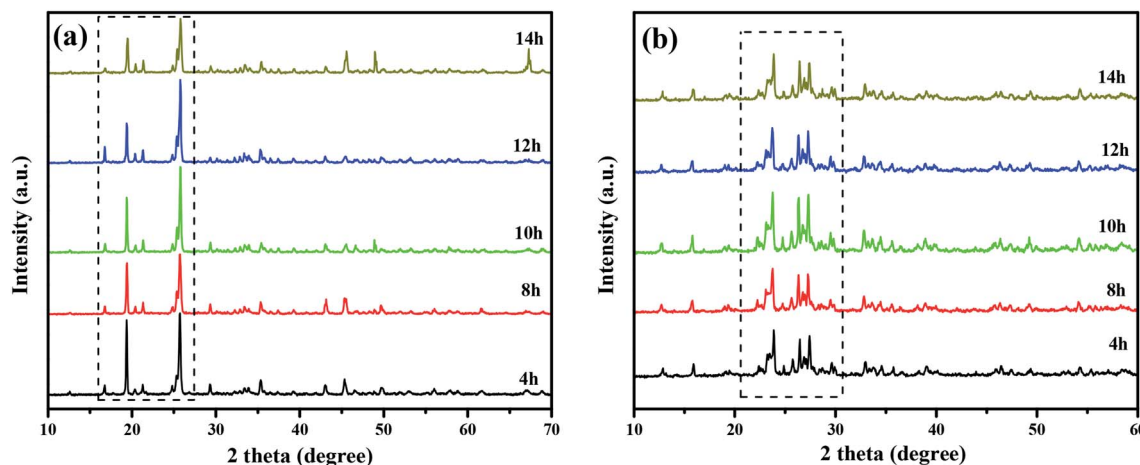 (a)
14h
12h
10h
8h
4h
Intensity (a.u.)
10 20 30 40 50 60 70
2 theta (degree)
(b)
14h
12h
10h
8h
4h
Intensity (a.u.)
10 20 30 40 50 60
2 theta (degree)